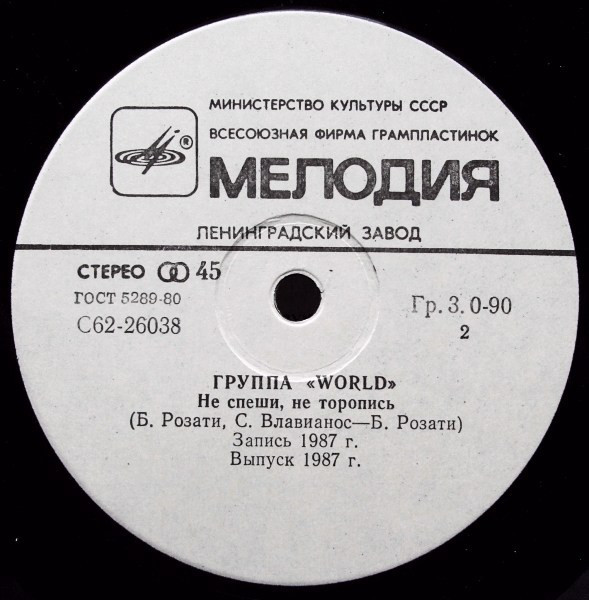 МИНИСТЕРСТВО КУЛЬТУРЫ СССР
ВСЕСОЮЗНАЯ ФИРМА ГРАМПЛАСТИНОК
®
МЕЛОДИЯ
ЛЕНИНГРАДСКИЙ ЗАВОД
СТЕРЕО 45
ГОСТ 5289-80
С62-26038
Гр. 3. 0-90
2
ГРУППА «WORLD»
Не спеши, не торопись
(Б. Розати, С. Влавианос—Б. Розати)
Запись 1987 г.
Выпуск 1987 г.